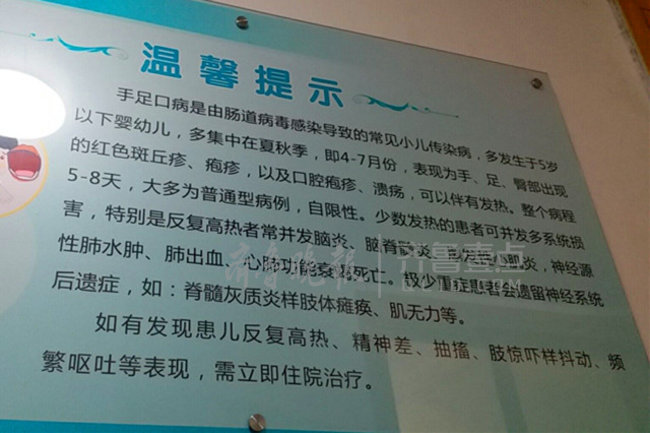 温馨提示
手足口病是由肠道病毒感染导致的常见小儿传染病，多发生于5岁
以下婴幼儿，多集中在夏秋季，即4-7月份，表现为手、足、臀部出现
的红色斑丘疹、疱疹，以及口腔疱疹、溃疡，可以伴有发热。整个病程
5-8天，大多为普通型病例，自限性。少数发热的患者可并发多系统损
害，特别是反复高热者常并发脑炎、脑脊髓炎、心肌炎，神经源
性肺水肿、肺出血、心肺功能衰竭死亡。极少重症患者会遗留神经系统
后遗症，如：脊髓灰质炎样肢体瘫痪、肌无力等。
如有发现患儿反复高热、精神差、抽搐、肢惊吓样抖动、频
繁呕吐等表现，需立即住院治疗。
齐鲁晚报 齐鲁壹点